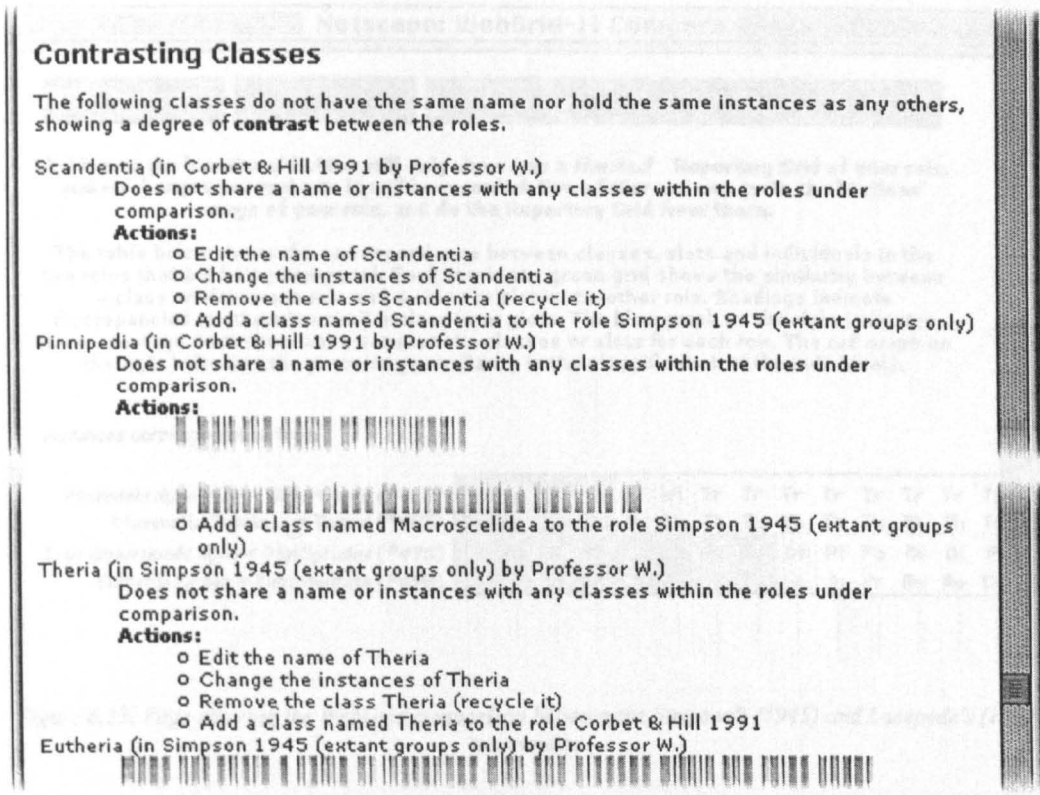 Contrasting Classes
The following classes do not have the same name nor hold the same instances as any others,
showing a degree of contrast between the roles.
Scandentia (in Corbet & Hill 1991 by Professor W.)
Does not share a name or instances with any classes within the roles under
comparison.
Actions:
o Edit the name of Scandentia
o Change the instances of Scandentia
o Remove the class Scandentia (recycle it)
o Add a class named Scandentia to the role Simpson 1945 (extant groups only)
Pinnipedia (in Corbet & Hill 1991 by Professor W.)
Does not share a name or instances with any classes within the roles under
comparison.
Actions:
o Add a class named Macroscelide to the role Simpson 1945 (extant groups
only)
Theria (in Simpson 1945 (extant groups only) by Professor W.)
Does not share a name or instances with any classes within the roles under
comparison.
Actions:
o Edit the name of Theria
o Change the instances of Theria
o Remove the class Theria (recycle it)
o Add a class named Theria to the role Corbet & Hill 1991
Eutheria (in Simpson 1945 (extant groups only) by Professor W.)